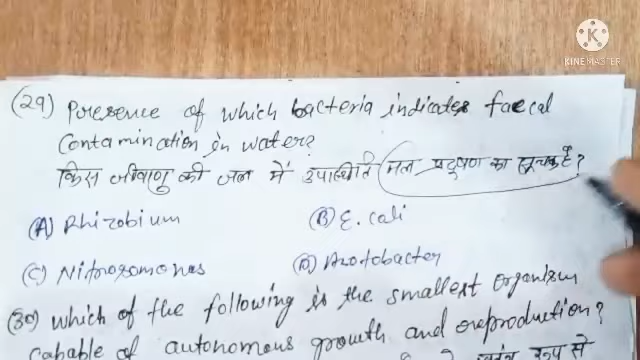 KINEMASTER
(29) Presence of which bacteria indicates faecal
Contamination in water?
किस जीवाणु की जल में उपास्थिति मल प्रदुषण का सूचक है?
(A) Rhizobium
(B) E. coli
(C) Nitrosomonas
(D) Azotobacter
(30) Which of the following is the smallest organism
Capable of autonomous growth and reproduction?
रूप से